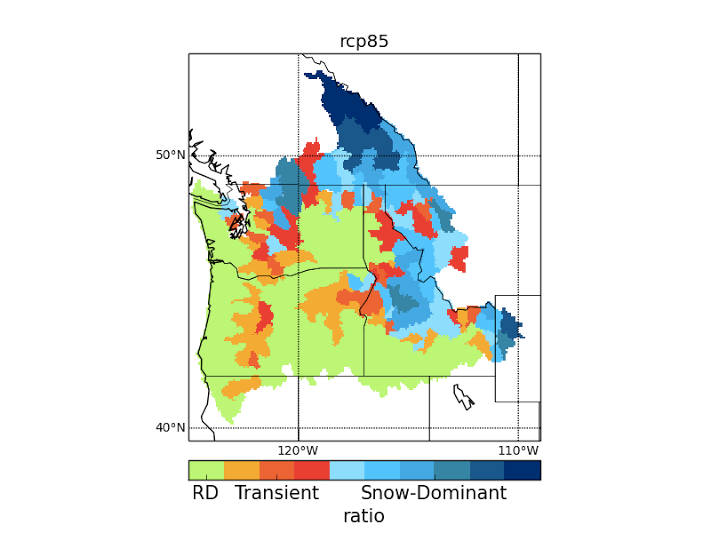 rcp85
50°N
40°N
120°W 110°W
RD Transient Snow-Dominant
ratio